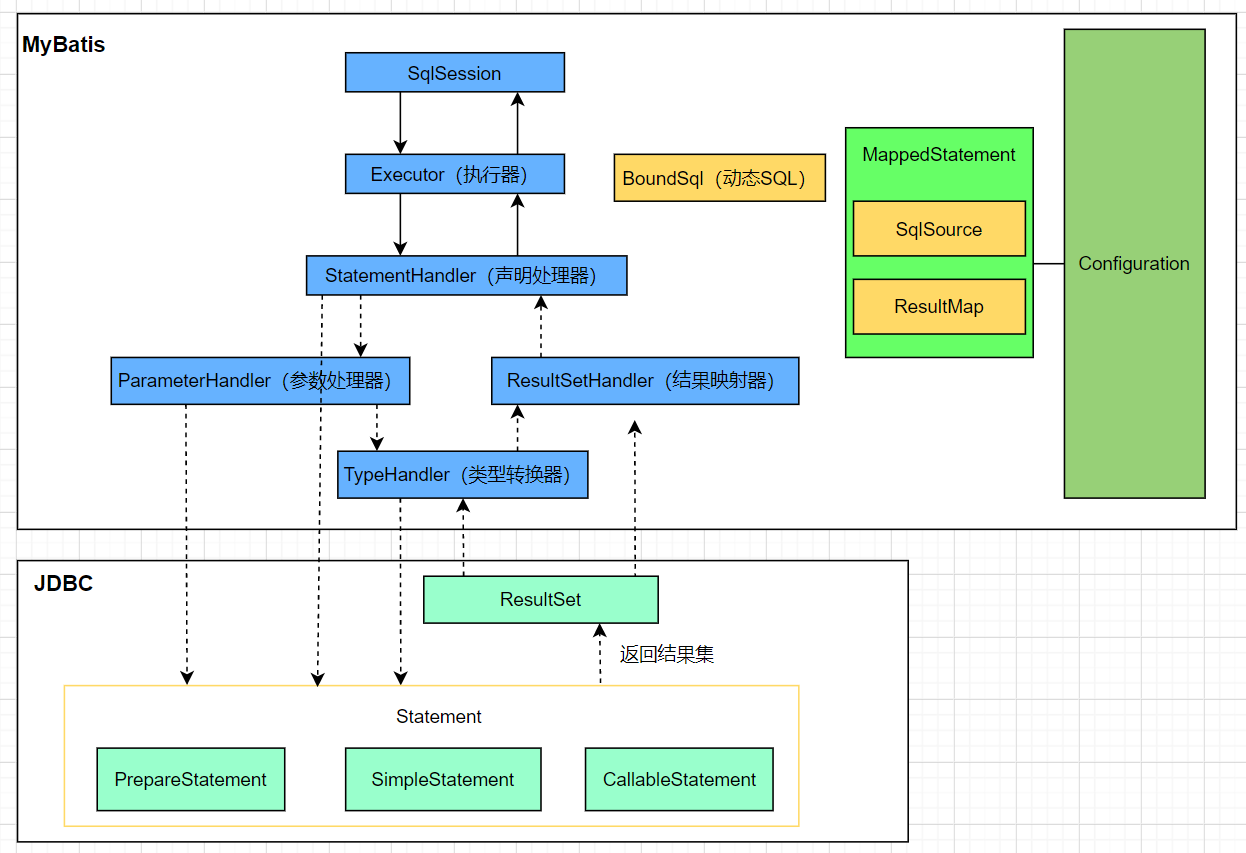 MyBatis
SqlSession
Executor（执行器）
BoundSql（动态SQL）
MappedStatement
SqlSource
ResultMap
Configuration
StatementHandler（声明处理器）
ParameterHandler（参数处理器）
ResultSetHandler（结果映射器）
TypeHandler（类型转换器）
JDBC
ResultSet
返回结果集
Statement
PrepareStatement
SimpleStatement
CallableStatement